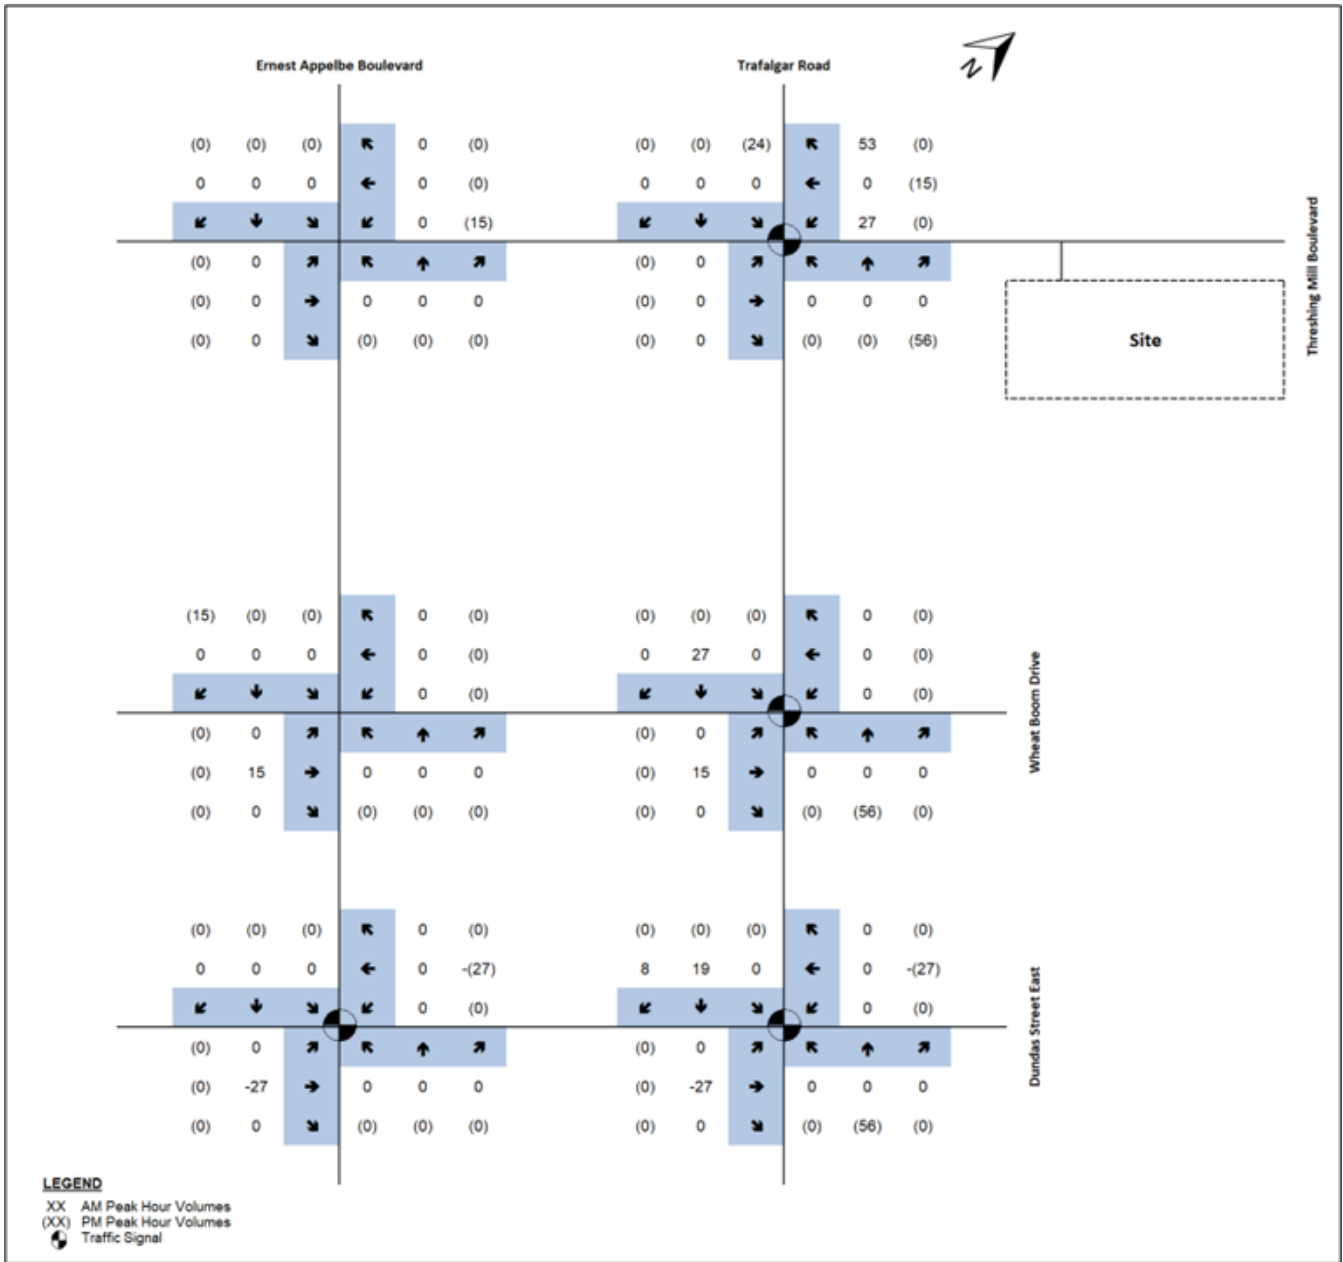 Ernest Appelbe Boulevard Trafalgar Road N
(0) (0) (0) 0 (0) (0) (0) (24) 53 (0)
0 0 0 0 (0) 0 0 0 0 (15)
0 (15) 27 (0)
(0) 0 (0) 0
(0) 0 0 0 0 (0) 0 0 0 0
(0) 0 (0) (0) (0) (0) 0 (0) (0) (56)
Site
Threshing Mill Boulevard
(15) (0) (0) 0 (0) (0) (0) (0) 0 (0)
0 0 0 0 (0) 0 27 0 0 (0)
0 (0) 0 (0)
(0) 0 (0) 0
(0) 15 0 0 0 (0) 15 0 0 0
(0) 0 (0) (0) (0) (0) 0 (0) (56) (0)
Wheat Boom Drive
(0) (0) (0) 0 (0) (0) (0) (0) 0 (0)
0 0 0 0 -(27) 8 19 0 0 -(27)
0 (0) 0 (0)
(0) 0 (0) 0
(0) -27 0 0 0 (0) -27 0 0 0
(0) 0 (0) (0) (0) (0) 0 (0) (56) (0)
Dundas Street East
LEGEND
XX AM Peak Hour Volumes
(XX) PM Peak Hour Volumes
Traffic Signal